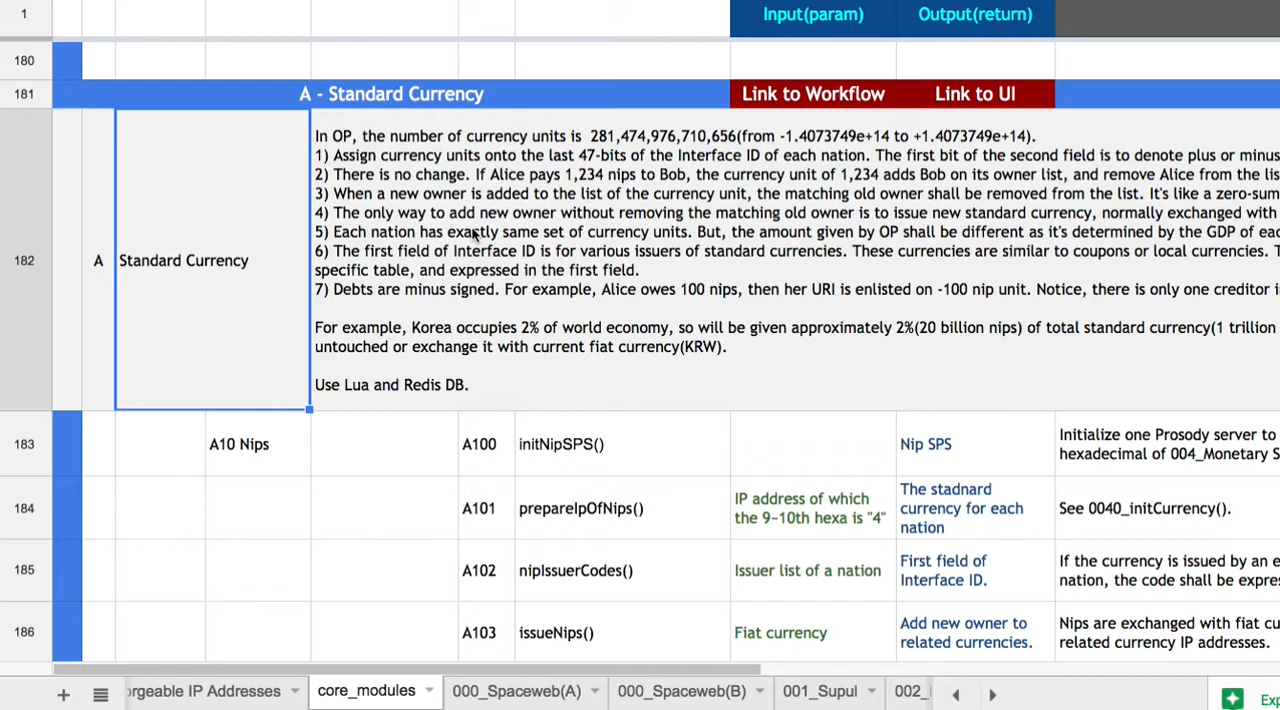 1
Input(param)
Output(return)
180
181
A - Standard Currency
Link to Workflow
Link to UI
182
A
Standard Currency
In OP, the number of currency units is 281,474,976,710,656(from -1.4073749e+14 to +1.4073749e+14).
1) Assign currency units onto the last 47-bits of the Interface ID of each nation. The first bit of the second field is to denote plus or minus
2) There is no change. If Alice pays 1,234 nips to Bob, the currency unit of 1,234 adds Bob on its owner list, and remove Alice from the lis
3) When a new owner is added to the list of the currency unit, the matching old owner shall be removed from the list. It's like a zero-sum
4) The only way to add new owner without removing the matching old owner is to issue new standard currency, normally exchanged with
5) Each nation has exactly same set of currency units. But, the amount given by OP shall be different as it's determined by the GDP of eac
6) The first field of Interface ID is for various issuers of standard currencies. These currencies are similar to coupons or local currencies. T
specific table, and expressed in the first field.
7) Debts are minus signed. For example, Alice owes 100 nips, then her URI is enlisted on -100 nip unit. Notice, there is only one creditor i
For example, Korea occupies 2% of world economy, so will be given approximately 2%(20 billion nips) of total standard currency(1 trillion
untouched or exchange it with current fiat currency(KRW).
Use Lua and Redis DB.
183
A10 Nips
A100
initNipSPS()
Nip SPS
Initialize one Prosody server to
hexadecimal of 004_Monetary S
184
A101
prepareIpOfNips()
IP address of which
the 9~10th hexa is "4"
The stadnard
currency for each
nation
See 0040_initCurrency().
185
A102
nipIssuerCodes()
Issuer list of a nation
First field of
Interface ID.
If the currency is issued by an e
nation, the code shall be expre
186
A103
issueNips()
Fiat currency
Add new owner to
related currencies.
Nips are exchanged with fiat cu
related currency IP addresses.
+
rgeable IP Addresses
core_modules
000_Spaceweb(A)
000_Spaceweb(B)
001_Supul
002_
Exp